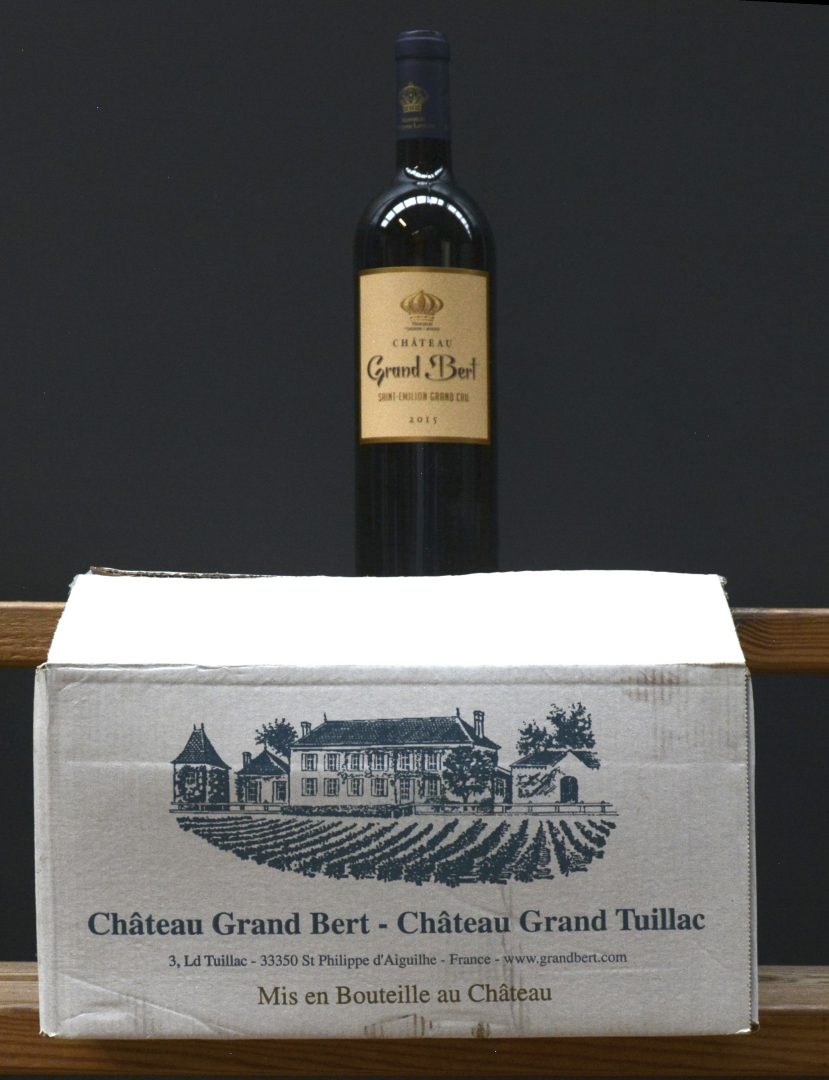 CHÂTEAU
Grand Bert
SAINT-EMILION GRAND CRU
2015
Château Grand Bert - Château Grand Tuillac
3, Ld Tuillac - 33350 St Philippe d'Aiguilhe - France - www.grandbert.com
Mis en Bouteille au Château